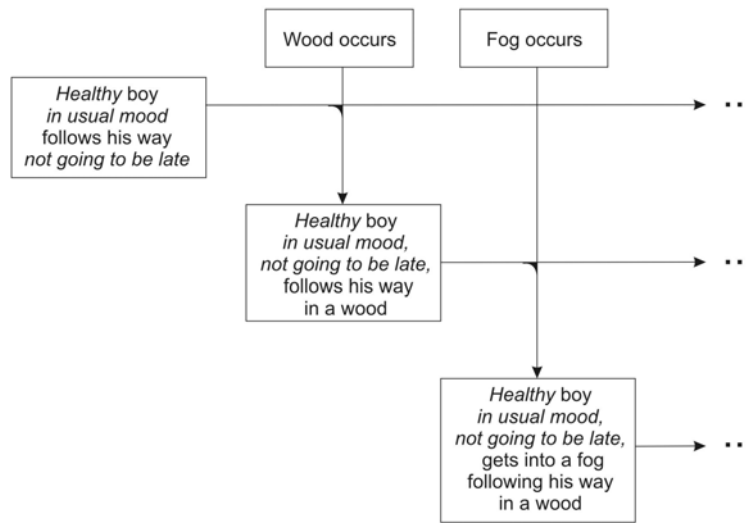 Wood occurs
Fog occurs
Healthy boy
in usual mood
follows his way
not going to be late
Healthy boy
in usual mood,
not going to be late,
follows his way
in a wood
Healthy boy
in usual mood,
not going to be late,
gets into a fog
following his way
in a wood